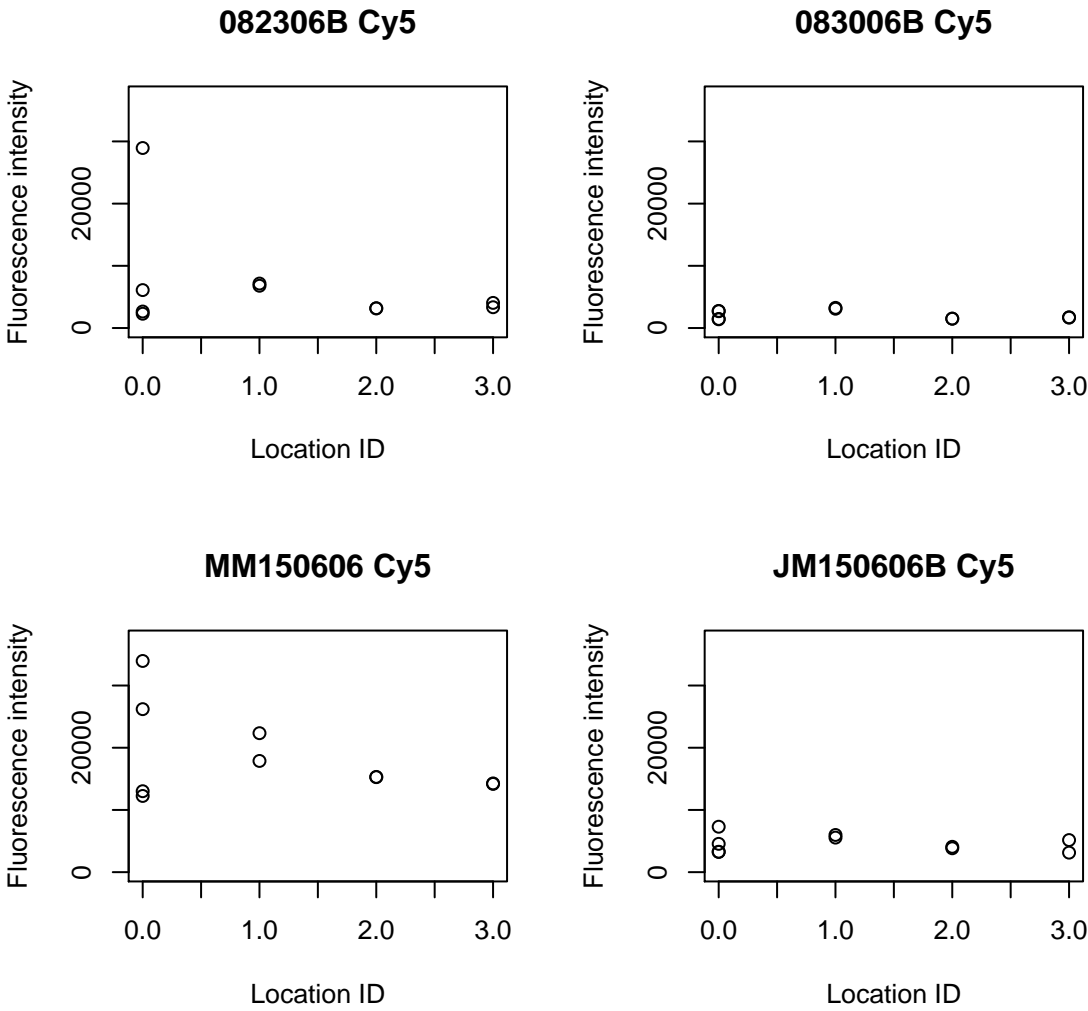 082306B Cy5
Fluorescence intensity
20000
0
0.0 1.0 2.0 3.0
Location ID
083006B Cy5
Fluorescence intensity
20000
0
0.0 1.0 2.0 3.0
Location ID
MM150606 Cy5
Fluorescence intensity
20000
0
0.0 1.0 2.0 3.0
Location ID
JM150606B Cy5
Fluorescence intensity
20000
0
0.0 1.0 2.0 3.0
Location ID